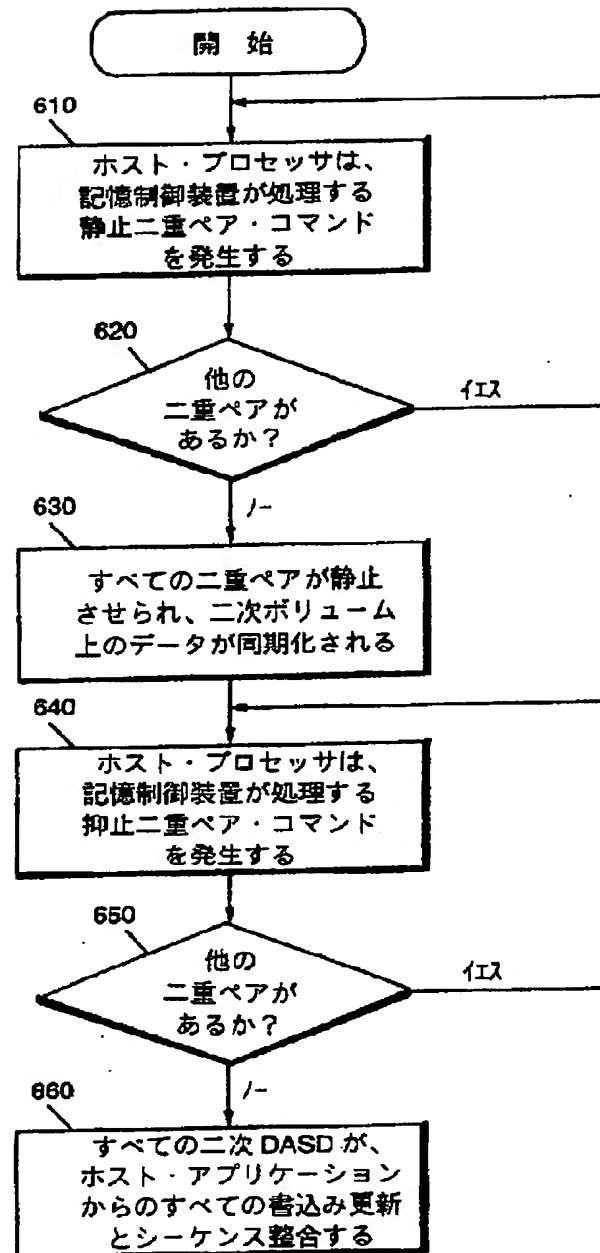 開 始
610
ホスト・プロセッサは、
記憶制御装置が処理する
静止二重ペア・コマンド
を発生する
620
他の
二重ペアが
あるか？
イエス
ノー
630
すべての二重ペアが静止
させられ、二次ボリューム
上のデータが同期化される
640
ホスト・プロセッサは、
記憶制御装置が処理する
抑止二重ペア・コマンド
を発生する
650
他の
二重ペアが
あるか？
イエス
ノー
660
すべての二次DASDが、
ホスト・アプリケーション
からのすべての書込み更新
とシーケンス整合する